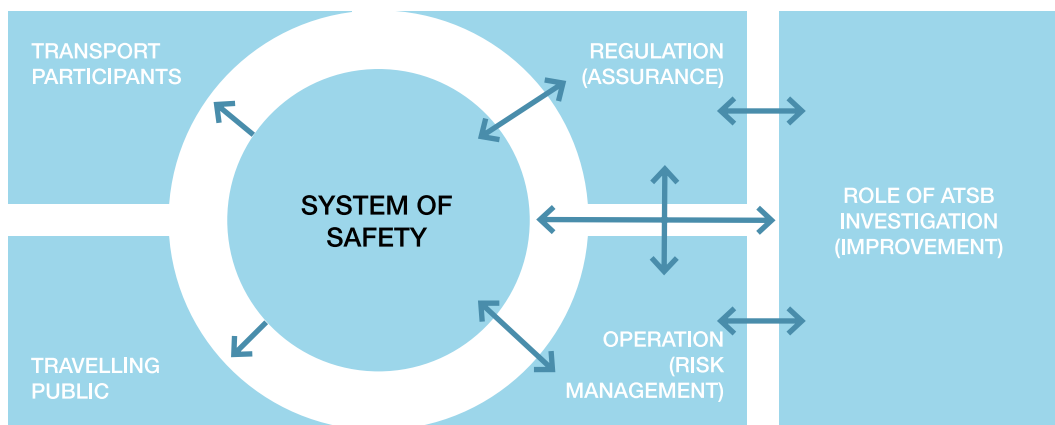 TRANSPORT
PARTICIPANTS
REGULATION
(ASSURANCE)
SYSTEM OF
SAFETY
ROLE OF ATSB
INVESTIGATION
(IMPROVEMENT)
TRAVELLING
PUBLIC
OPERATION
(RISK
MANAGEMENT)